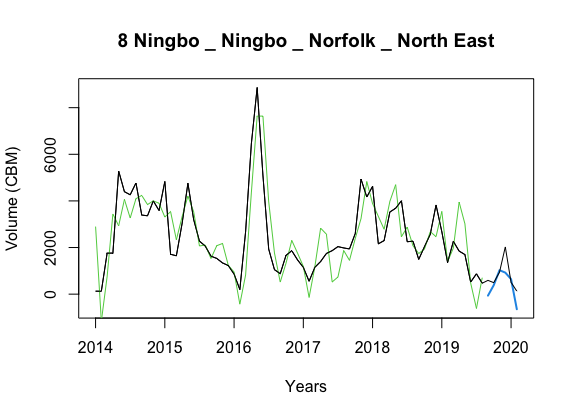 8 Ningbo _ Ningbo _ Norfolk _ North East
Volume (CBM)
6000
2000
0
2014 2015 2016 2017 2018 2019 2020
Years